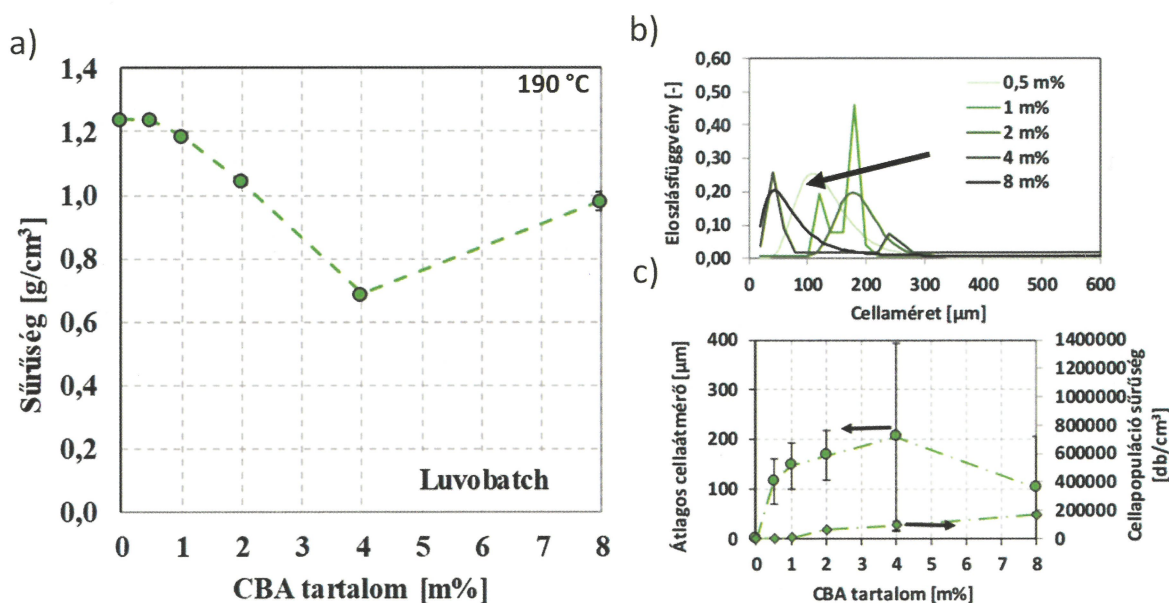 a)
Sűrűség [g/cm³]
1,4
1,2
1,0
0,8
0,6
0,4
0,2
0,0
190 °C
Luvobatch
0 1 2 3 4 5 6 7 8
CBA tartalom [m%]
b)
Eloszlásfüggvény [-]
0,60
0,50
0,40
0,30
0,20
0,10
0,00
0,5 m%
1 m%
2 m%
4 m%
8 m%
0 100 200 300 400 500 600
Cellaméret [µm]
c)
Átlagos cellaátmérő [µm]
400
300
200
100
0
1400000
1200000
1000000
800000
600000
400000
200000
0
Cellapopuláció sűrűség
[db/cm³]
0 1 2 3 4 5 6 7 8
CBA tartalom [m%]